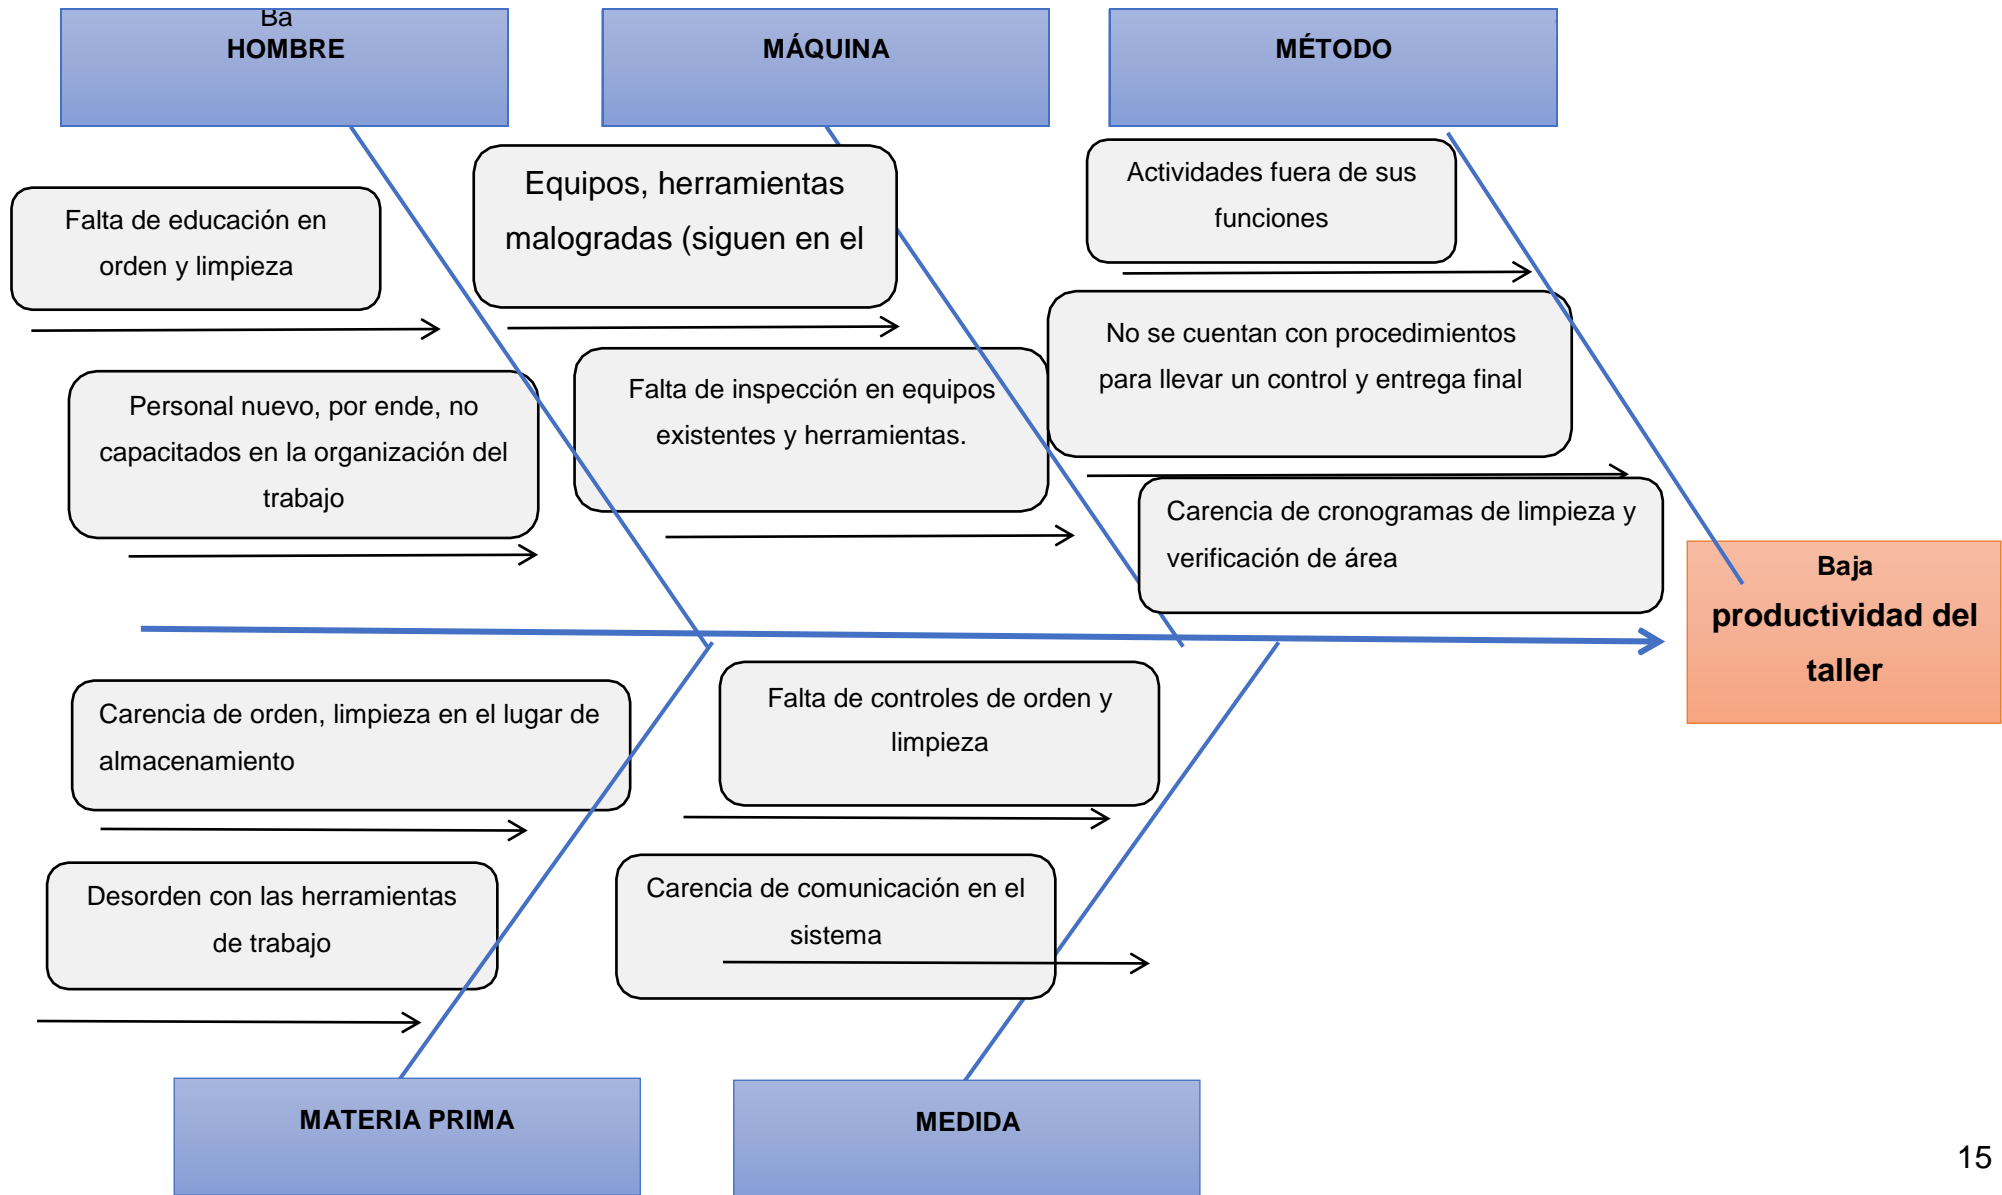 Ba
HOMBRE
MÁQUINA
MÉTODO
Falta de educación en
orden y limpieza
Equipos, herramientas
malogradas (siguen en el
Actividades fuera de sus
funciones
Personal nuevo, por ende, no
capacitados en la organización del
trabajo
Falta de inspección en equipos
existentes y herramientas.
No se cuentan con procedimientos
para llevar un control y entrega final
Carencia de cronogramas de limpieza y
verificación de área
Baja
productividad del
taller
Carencia de orden, limpieza en el lugar de
almacenamiento
Falta de controles de orden y
limpieza
Desorden con las herramientas
de trabajo
Carencia de comunicación en el
sistema
MATERIA PRIMA
MEDIDA
15